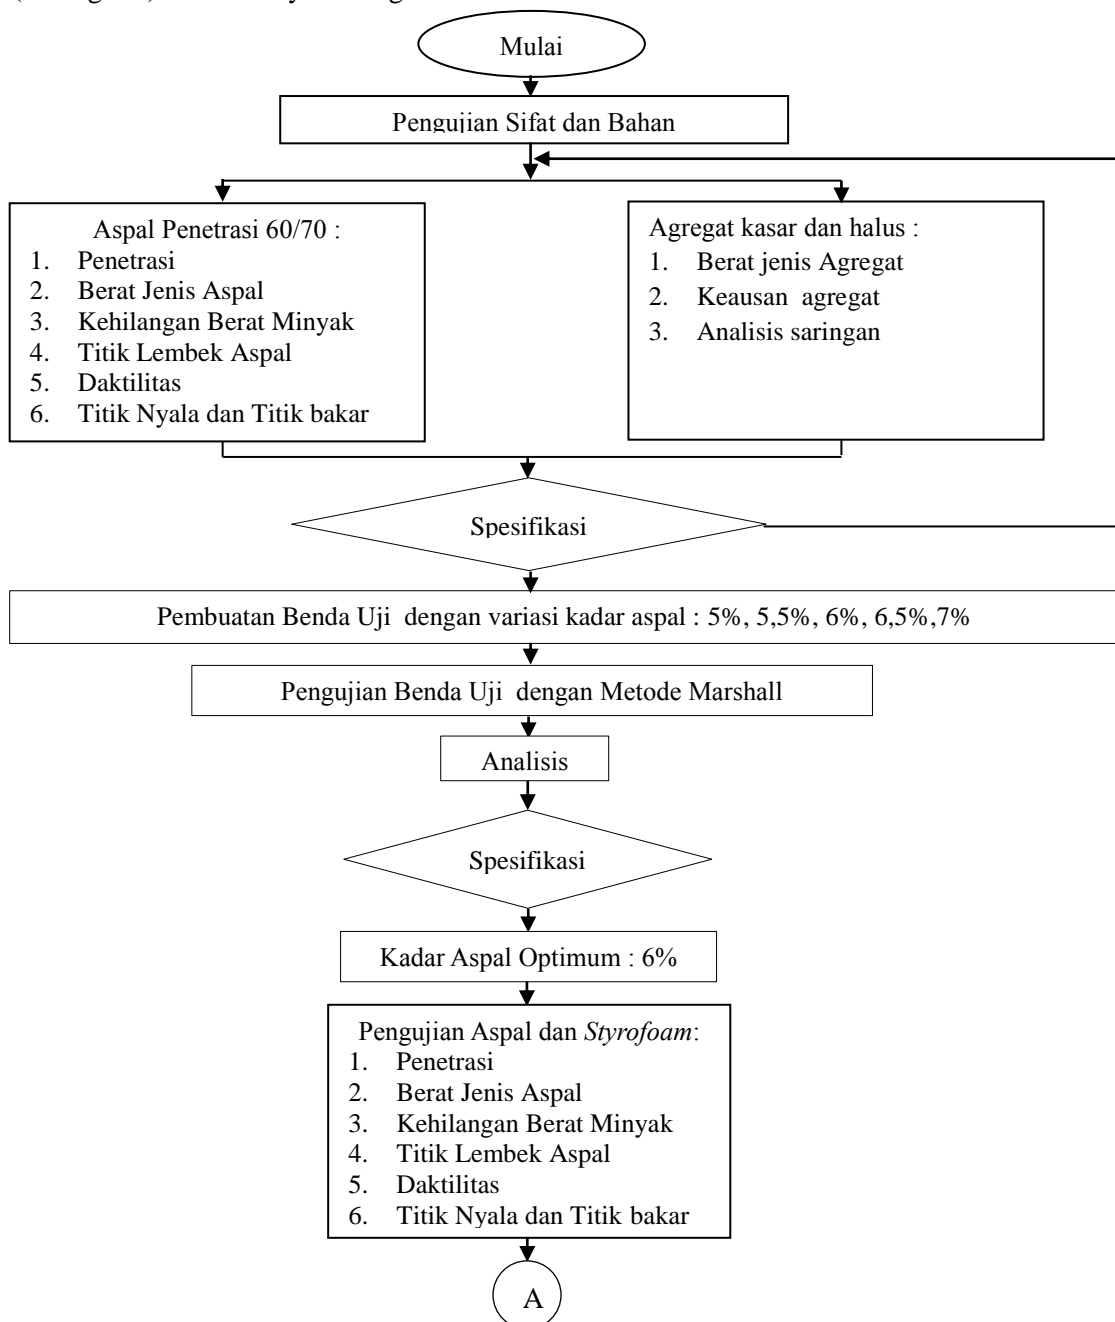 Mulai
Pengujian Sifat dan Bahan
Aspal Penetrasi 60/70 :
1. Penetrasi
2. Berat Jenis Aspal
3. Kehilangan Berat Minyak
4. Titik Lembek Aspal
5. Daktilitas
6. Titik Nyala dan Titik bakar
Agregat kasar dan halus :
1. Berat jenis Agregat
2. Keausan agregat
3. Analisis saringan
Spesifikasi
Pembuatan Benda Uji dengan variasi kadar aspal : 5%, 5,5%, 6%, 6,5%,7%
Pengujian Benda Uji dengan Metode Marshall
Analisis
Spesifikasi
Kadar Aspal Optimum : 6%
Pengujian Aspal dan Styrofoam:
1. Penetrasi
2. Berat Jenis Aspal
3. Kehilangan Berat Minyak
4. Titik Lembek Aspal
5. Daktilitas
6. Titik Nyala dan Titik bakar
A